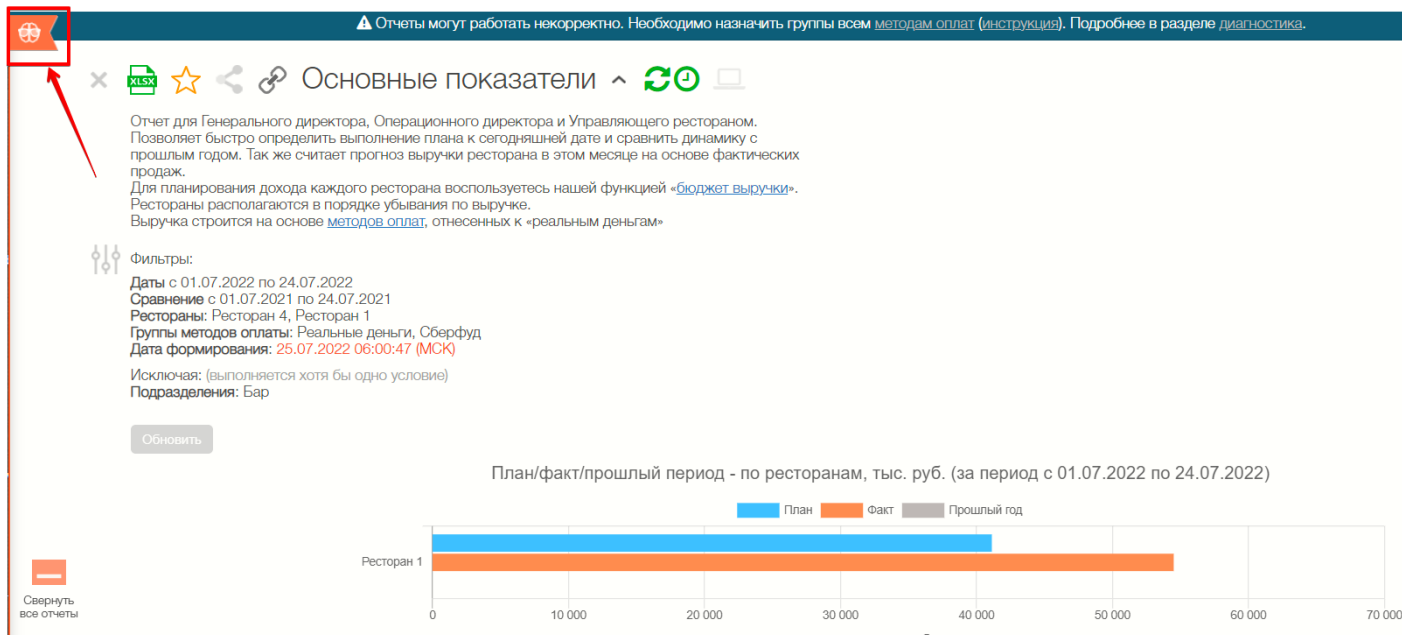 Отчеты могут работать некорректно. Необходимо назначить группы всем методам оплат (инструкция). Подробнее в разделе диагностика.
XLSX
Основные показатели
Отчет для Генерального директора, Операционного директора и Управляющего рестораном.
Позволяет быстро определить выполнение плана к сегодняшней дате и сравнить динамику с
прошлым годом. Так же считает прогноз выручки ресторана в этом месяце на основе фактических
продаж.
Для планирования дохода каждого ресторана воспользуетесь нашей функцией «бюджет выручки».
Рестораны располагаются в порядке убывания по выручке.
Выручка строится на основе методов оплат, отнесенных к «реальным деньгам»
Фильтры:
Даты с 01.07.2022 по 24.07.2022
Сравнение с 01.07.2021 по 24.07.2021
Рестораны: Ресторан 4, Ресторан 1
Группы методов оплаты: Реальные деньги, Сберфуд
Дата формирования: 25.07.2022 06:00:47 (МСК)
Исключая: (выполняется хотя бы одно условие)
Подразделения: Бар
Обновить
План/факт/прошлый период - по ресторанам, тыс. руб. (за период с 01.07.2022 по 24.07.2022)
План Факт Прошлый год
Ресторан 1
0 10 000 20 000 30 000 40 000 50 000 60 000 70 000
Свернуть
все отчеты